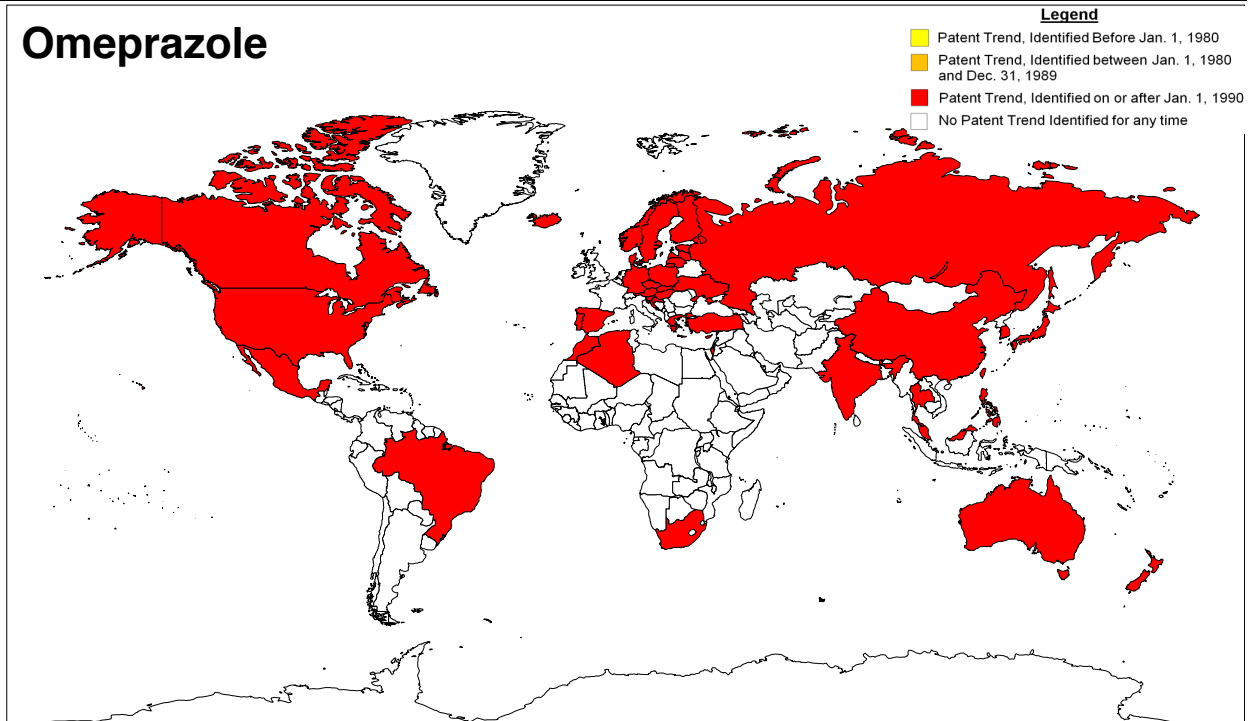 Omeprazole
Legend
Patent Trend, Identified Before Jan. 1, 1980
Patent Trend, Identified between Jan. 1, 1980
and Dec. 31, 1989
Patent Trend, Identified on or after Jan. 1, 1990
No Patent Trend Identified for any time